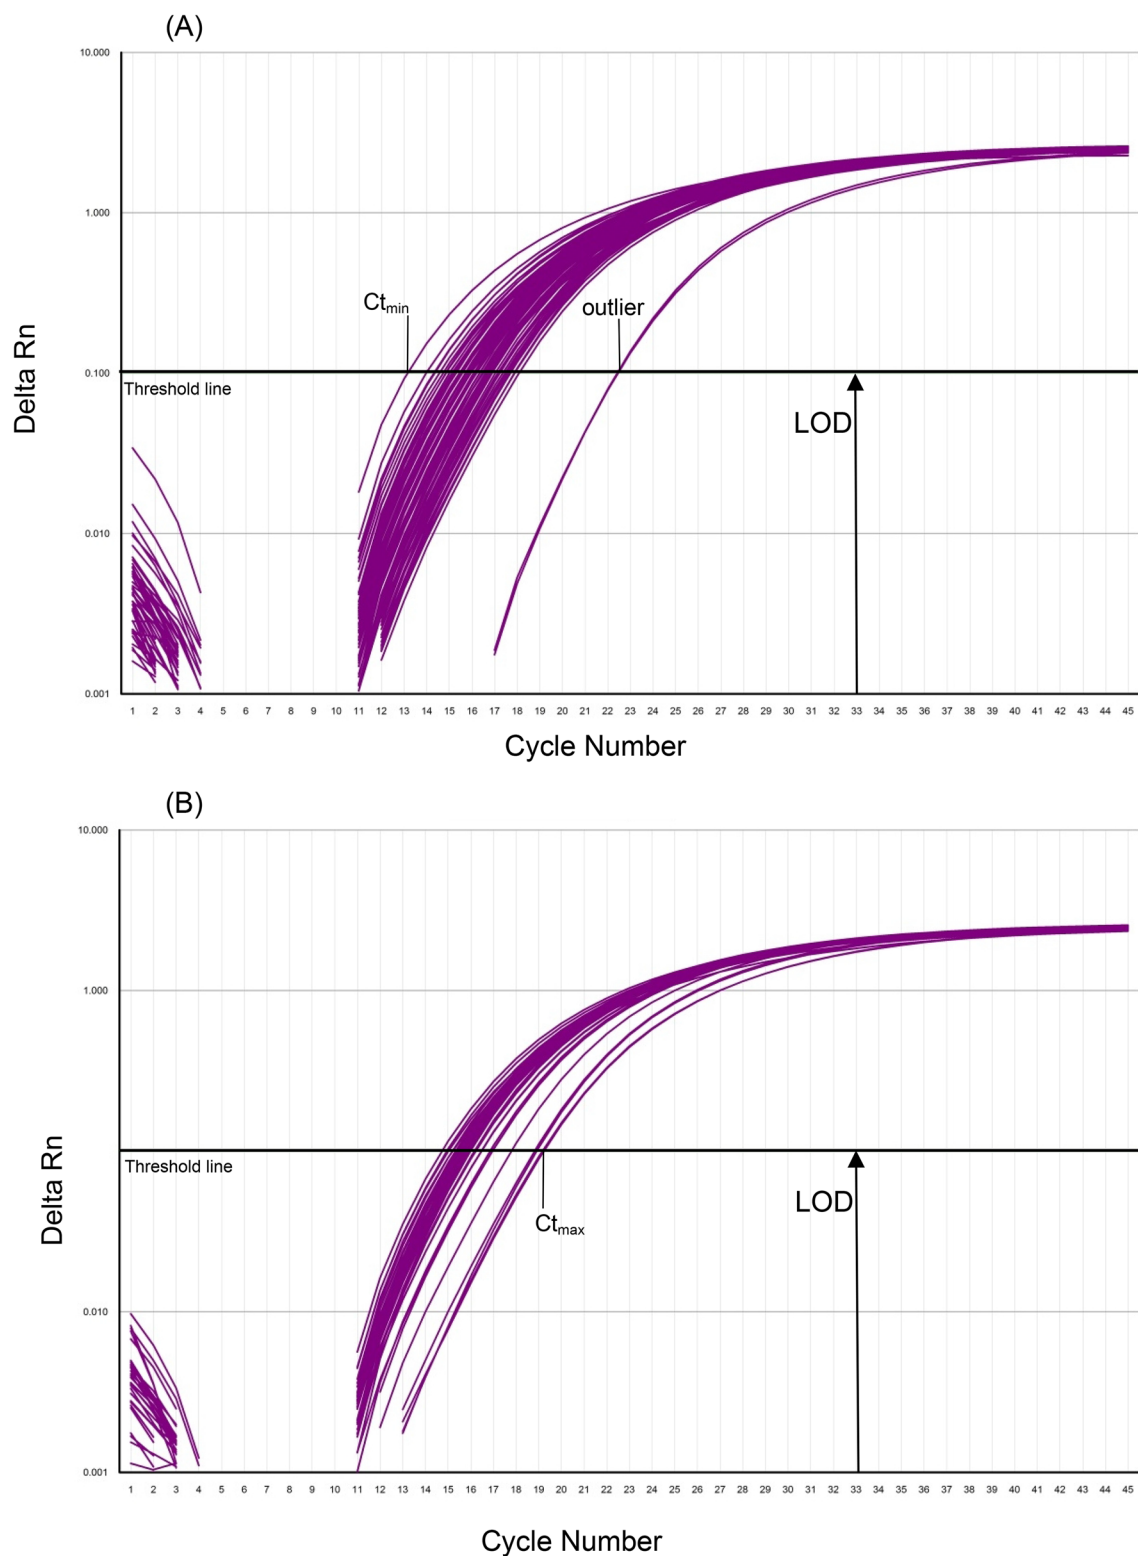 (A)
10.000
1.000
Ct_min
outlier
0.100
Threshold line
LOD
Delta Rn
0.010
0.001
1 2 3 4 5 6 7 8 9 10 11 12 13 14 15 16 17 18 19 20 21 22 23 24 25 26 27 28 29 30 31 32 33 34 35 36 37 38 39 40 41 42 43 44 45
Cycle Number
(B)
10.000
1.000
Threshold line
LOD
Ct_max
Delta Rn
0.010
0.001
1 2 3 4 5 6 7 8 9 10 11 12 13 14 15 16 17 18 19 20 21 22 23 24 25 26 27 28 29 30 31 32 33 34 35 36 37 38 39 40 41 42 43 44 45
Cycle Number